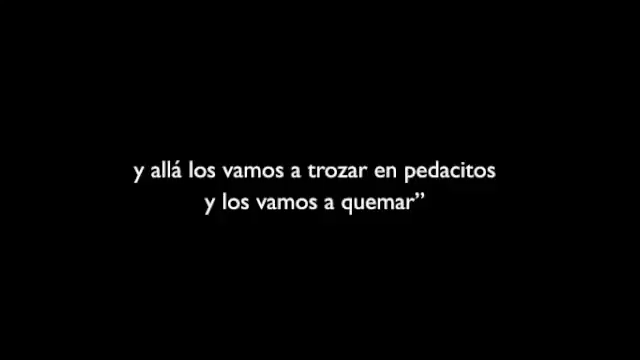 y allá los vamos a trozar en pedacitos
y los vamos a quemar”